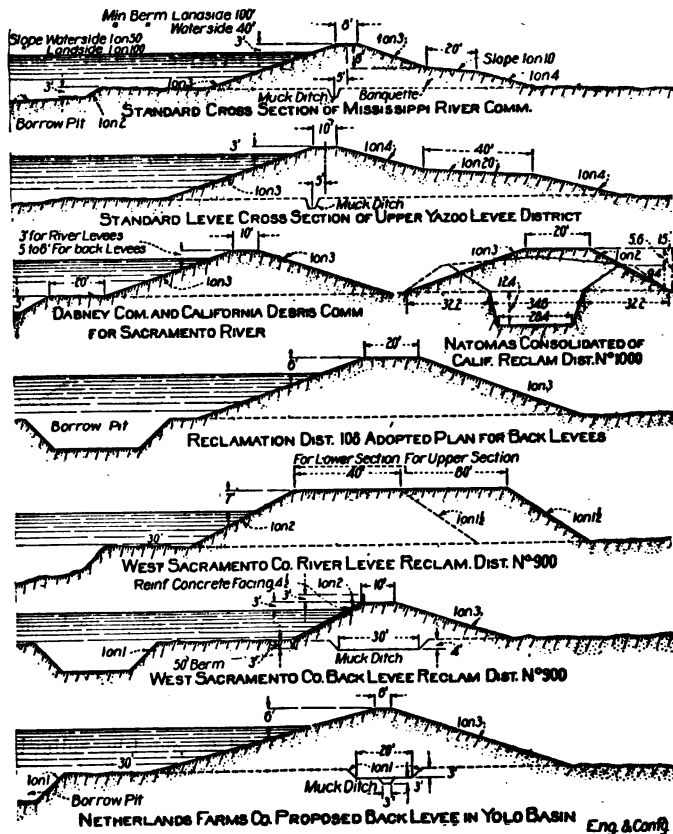 Min Berm Landside 100'
" " Waterside 40'
Slope Waterside 1on50
Landside 1on100
3'
8'
1on3
20'
Slope 1on10
1on3
8'
5'
1on4
3'
Muck Ditch
Banquette
Borrow Pit
1on2
STANDARD CROSS SECTION OF MISSISSIPPI RIVER COMM.
10'
3'
1on4
40'
1on20
1on4
1on3
5'
Muck Ditch
STANDARD LEVEE CROSS SECTION OF UPPER YAZOO LEVEE DISTRICT
3' for River Levees
5 to 6' For back Levees
10'
1on3
20'
1on3
20'
1on3
1on2
5.6
15
12.4
9.4
32.2
34.6
32.2
28.4
DABNEY COM. AND CALIFORNIA DEBRIS COMM
FOR SACRAMENTO RIVER
NATOMAS CONSOLIDATED OF
CALIF. RECLAM DIST. Nº 1000
20'
6'
1on3
Borrow Pit
RECLAMATION DIST. 108 ADOPTED PLAN FOR BACK LEVEES
For Lower Section For Upper Section
40'
60'
7'
1on2
1on1½
1on1½
30'
WEST SACRAMENTO CO. RIVER LEVEE RECLAM. DIST. Nº 900
Reinf Concrete Facing 4½
1on2
10'
3'
3'
1on3
1on1
30'
50' Berm
3'
Muck Ditch
4'
WEST SACRAMENTO CO. BACK LEVEE RECLAM DIST. Nº 900
6'
6'
1on3
20'
1on1
30'
1on1
3'
3'
Muck Ditch
3'
Borrow Pit
NETHERLANDS FARMS CO. PROPOSED BACK LEVEE IN YOLO BASIN
Eng. & Contg.